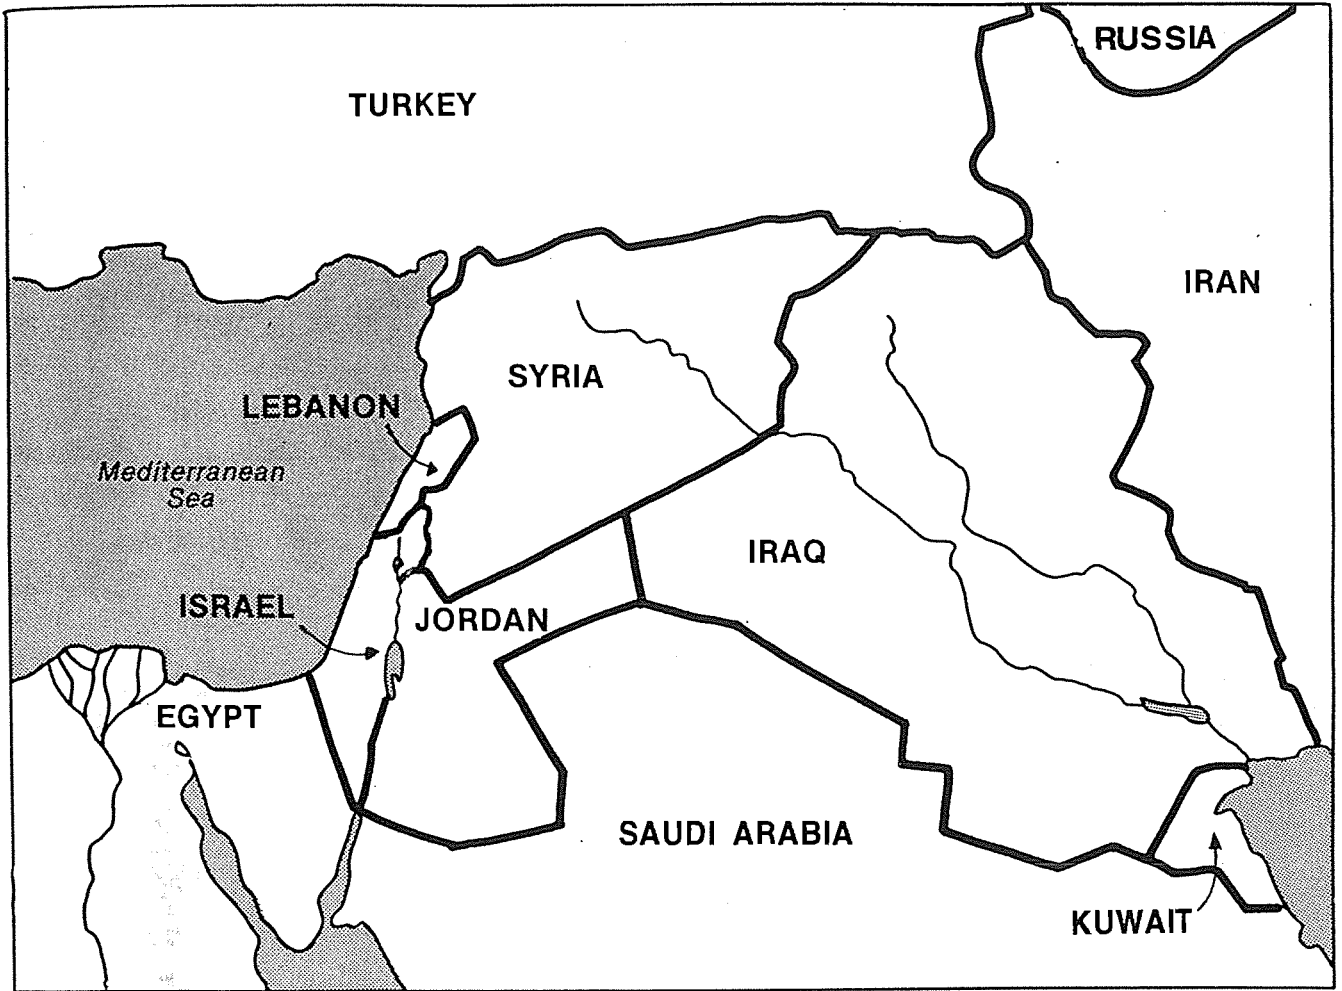 RUSSIA
TURKEY
IRAN
SYRIA
LEBANON
Mediterranean
Sea
IRAQ
ISRAEL
JORDAN
EGYPT
SAUDI ARABIA
KUWAIT